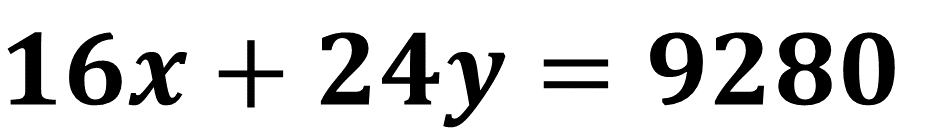 16x + 24y = 9280